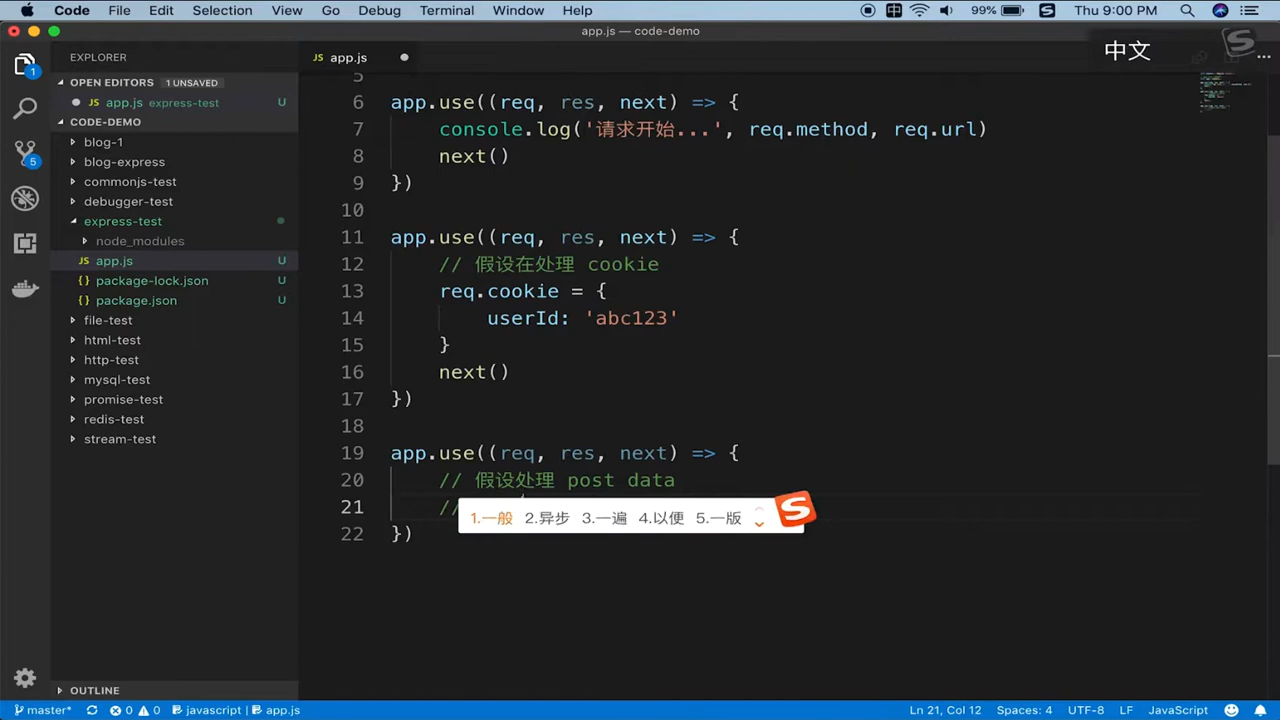 Code File Edit Selection View Go Debug Terminal Window Help 99% Thu 9:00 PM
app.js — code-demo
中文
EXPLORER
OPEN EDITORS 1 UNSAVED
app.js express-test U
CODE-DEMO
blog-1
blog-express
commonjs-test
debugger-test
express-test
node_modules
JS app.js U
{} package-lock.json U
{} package.json U
file-test
html-test
http-test
mysql-test
promise-test
redis-test
stream-test
OUTLINE
JS app.js
5
6 app.use((req, res, next) => {
7 console.log('请求开始...', req.method, req.url)
8 next()
9 })
10
11 app.use((req, res, next) => {
12 // 假设在处理 cookie
13 req.cookie = {
14 userId: 'abc123'
15 }
16 next()
17 })
18
19 app.use((req, res, next) => {
20 // 假设处理 post data
21 //
1.一般 2.异步 3.一遍 4.以便 5.一版
22 })
master* 0 0 javascript | app.js Ln 21, Col 12 Spaces: 4 UTF-8 LF JavaScript